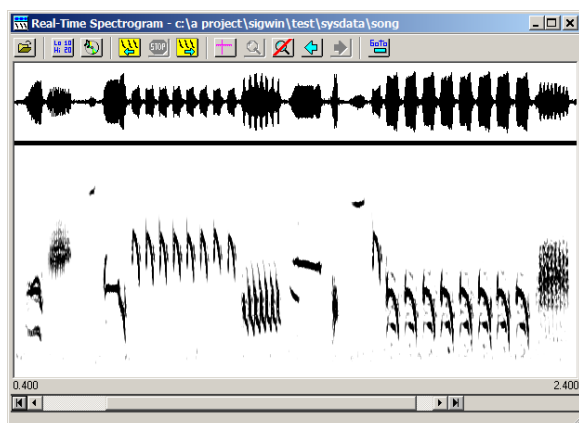 Real-Time Spectrogram - c:\a project\sigwin\test\sysdata\song
Lo 10
Hi 20
STOP
GoTo
0.400
2.400